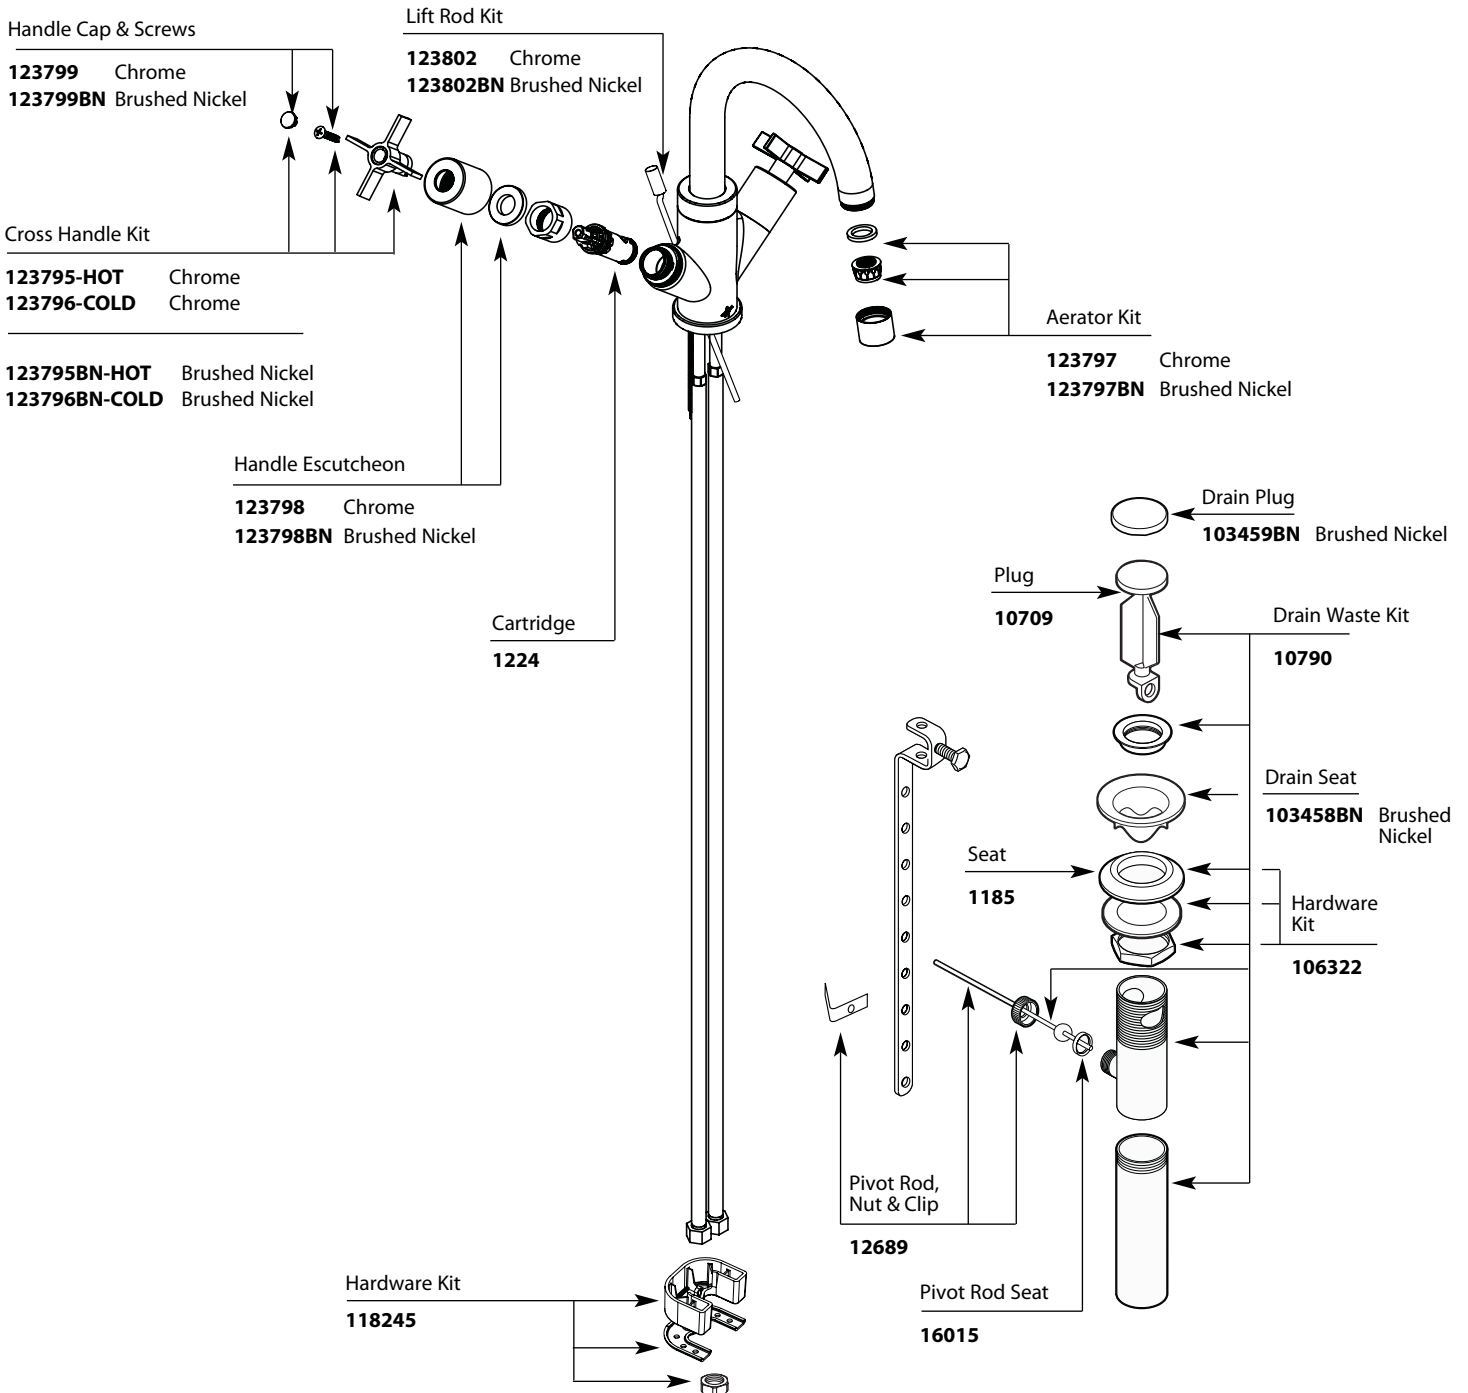 Handle Cap & Screws
123799 Chrome
123799BN Brushed Nickel
Lift Rod Kit
123802 Chrome
123802BN Brushed Nickel
Cross Handle Kit
123795-HOT Chrome
123796-COLD Chrome
123795BN-HOT Brushed Nickel
123796BN-COLD Brushed Nickel
Aerator Kit
123797 Chrome
123797BN Brushed Nickel
Handle Escutcheon
123798 Chrome
123798BN Brushed Nickel
Cartridge
1224
Drain Plug
103459BN Brushed Nickel
Plug
10709
Drain Waste Kit
10790
Drain Seat
103458BN Brushed
Nickel
Seat
1185
Hardware
Kit
106322
Pivot Rod,
Nut & Clip
12689
Pivot Rod Seat
16015
Hardware Kit
118245